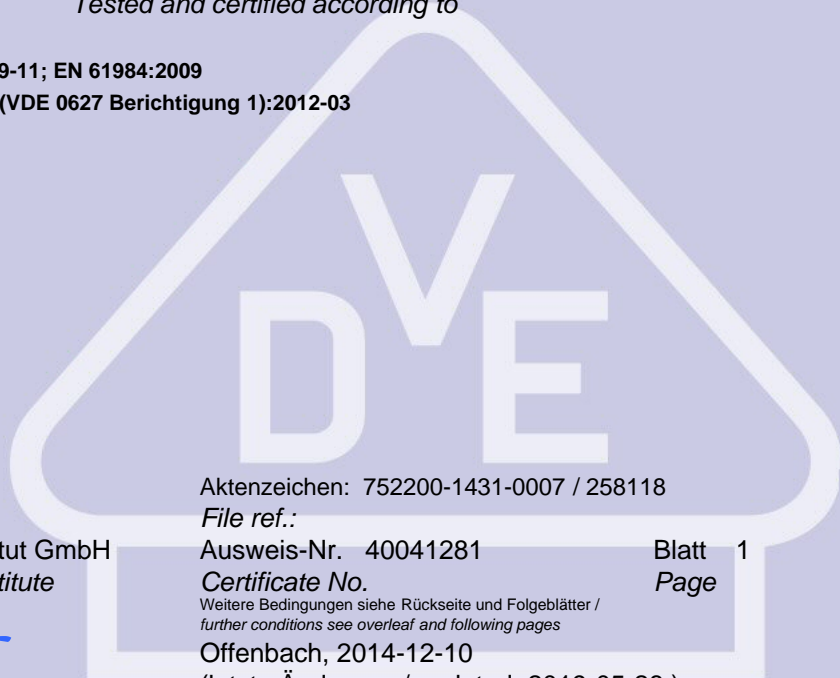 Tested and certified according to
9-11; EN 61984:2009
(VDE 0627 Berichtigung 1):2012-03
VDE
Aktenzeichen: 752200-1431-0007 / 258118
File ref.:
tut GmbH Ausweis-Nr. 40041281 Blatt 1
titute Certificate No. Page
Weitere Bedingungen siehe Rückseite und Folgeblätter /
further conditions see overleaf and following pages
Offenbach, 2014-12-10